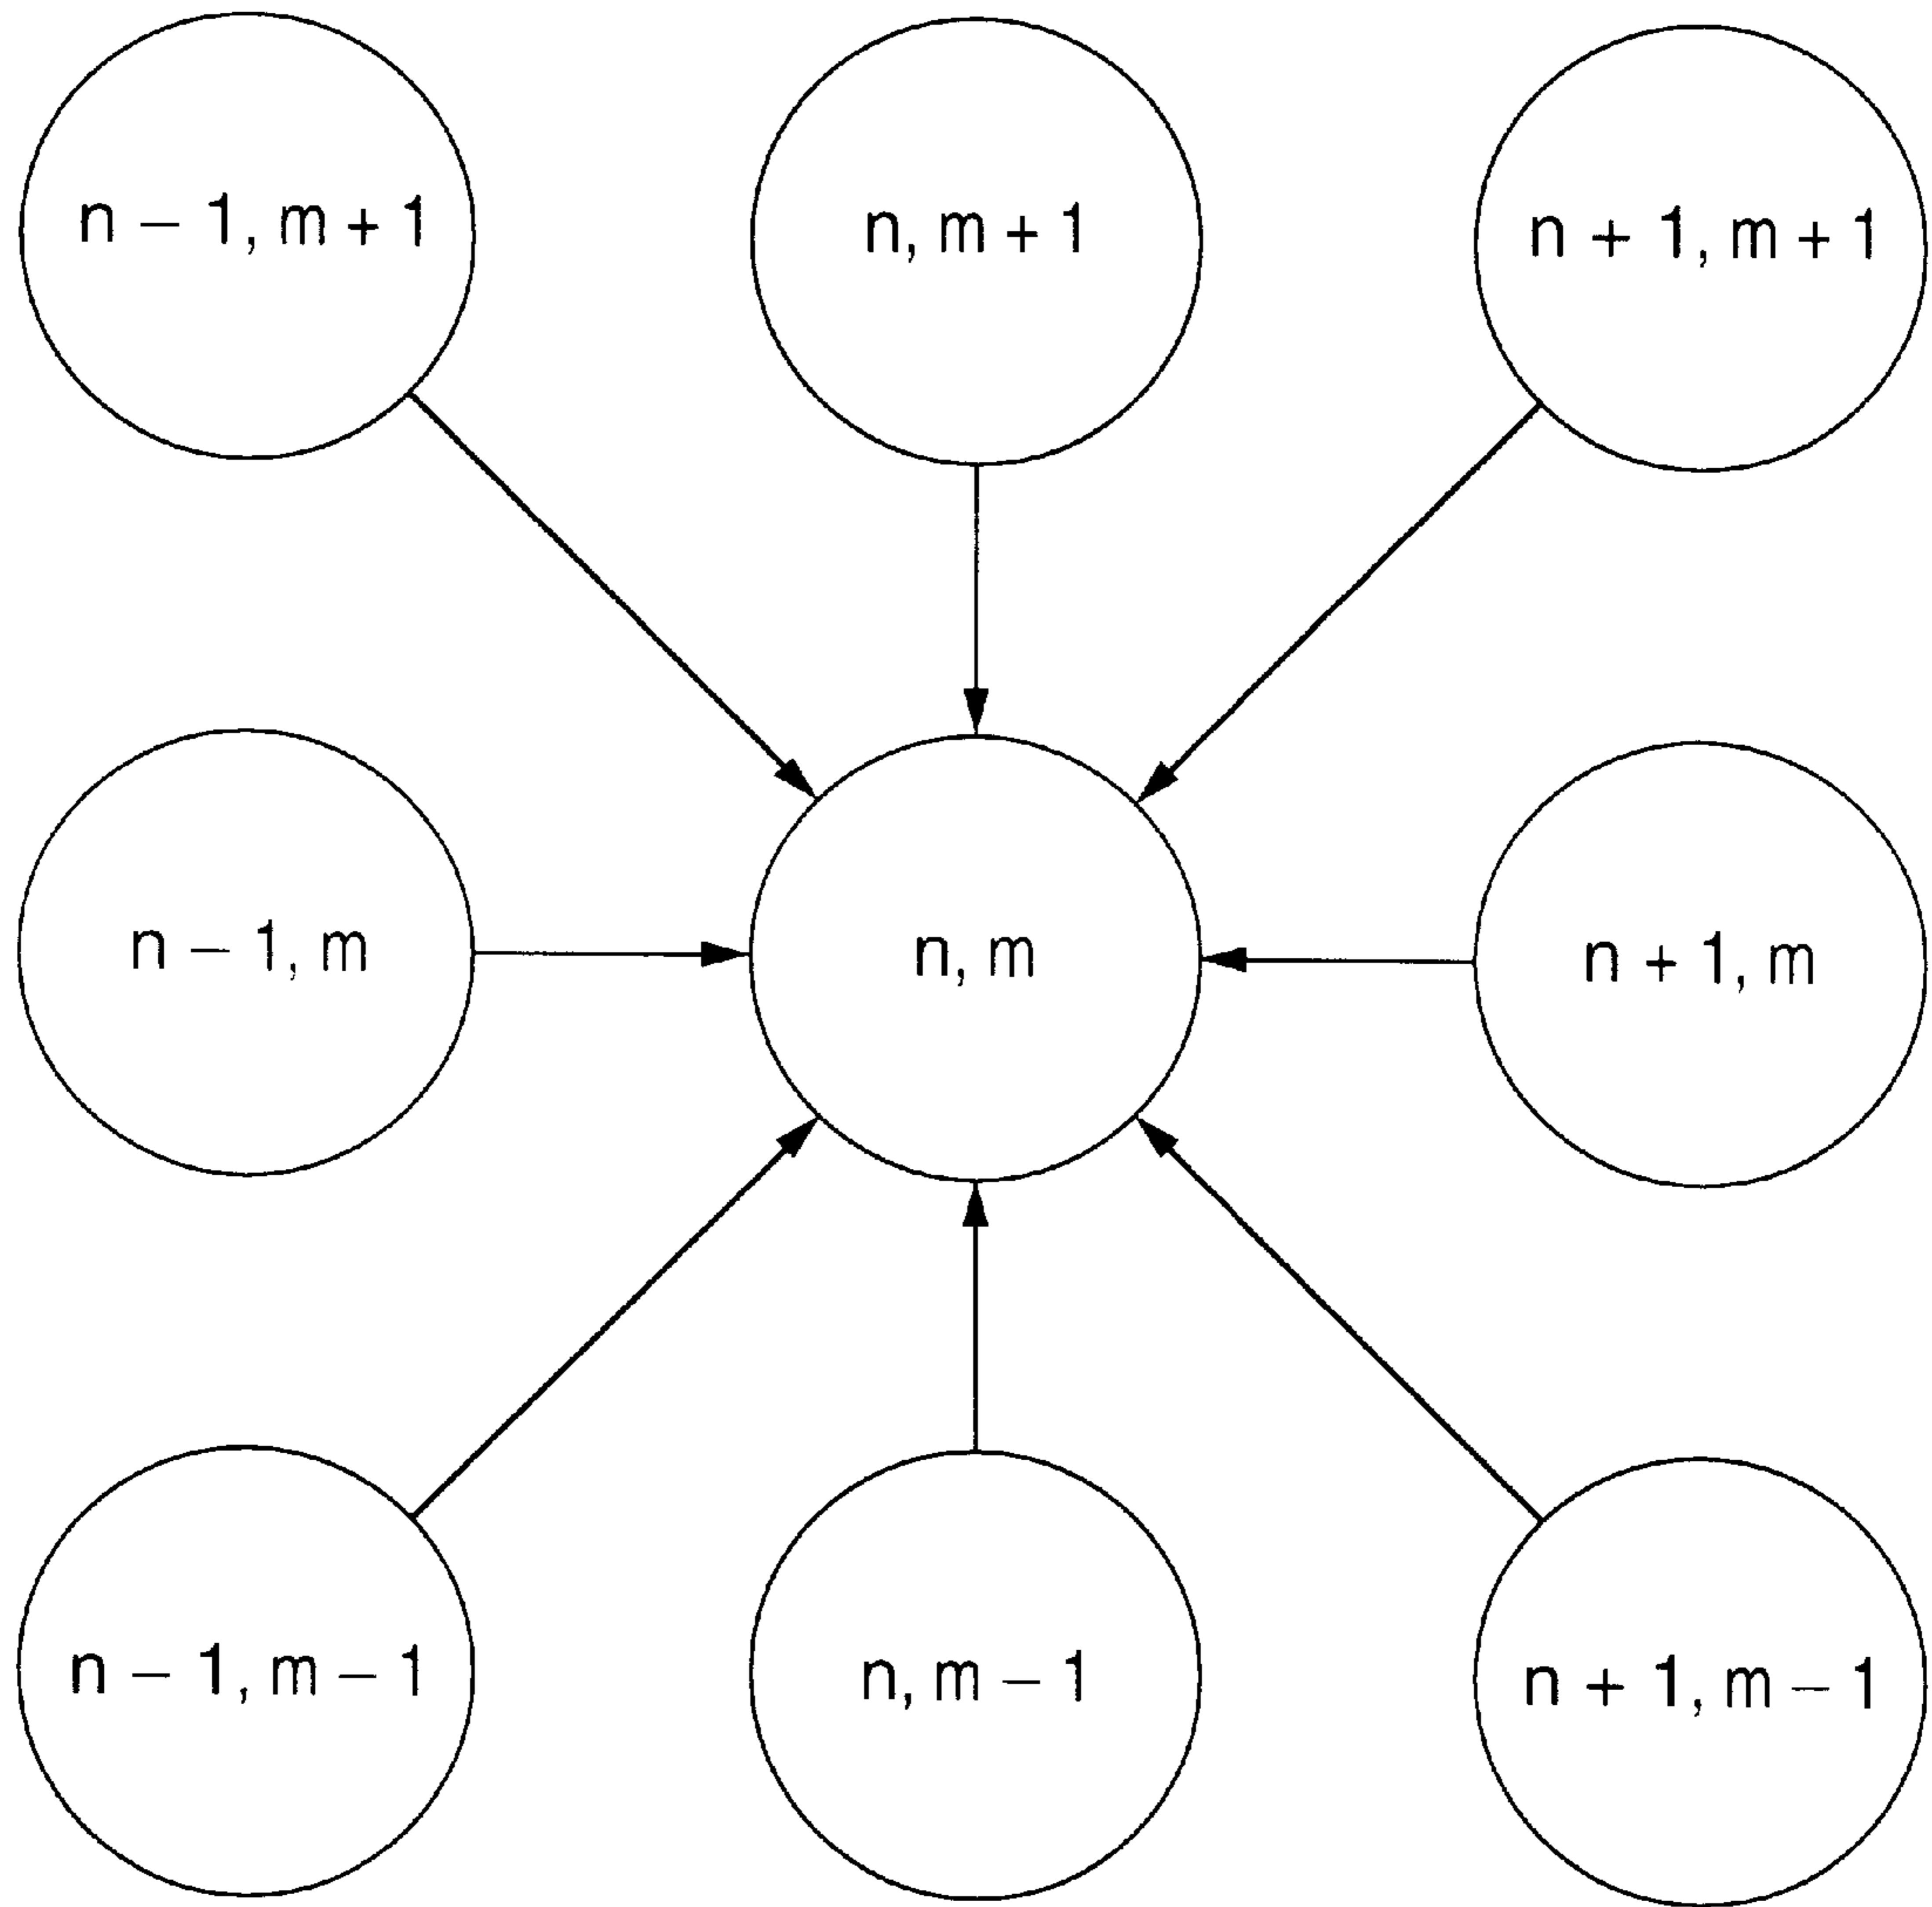 n − 1, m + 1
n, m + 1
n + 1, m + 1
n − 1, m
n, m
n + 1, m
n − 1, m − 1
n, m − 1
n + 1, m − 1